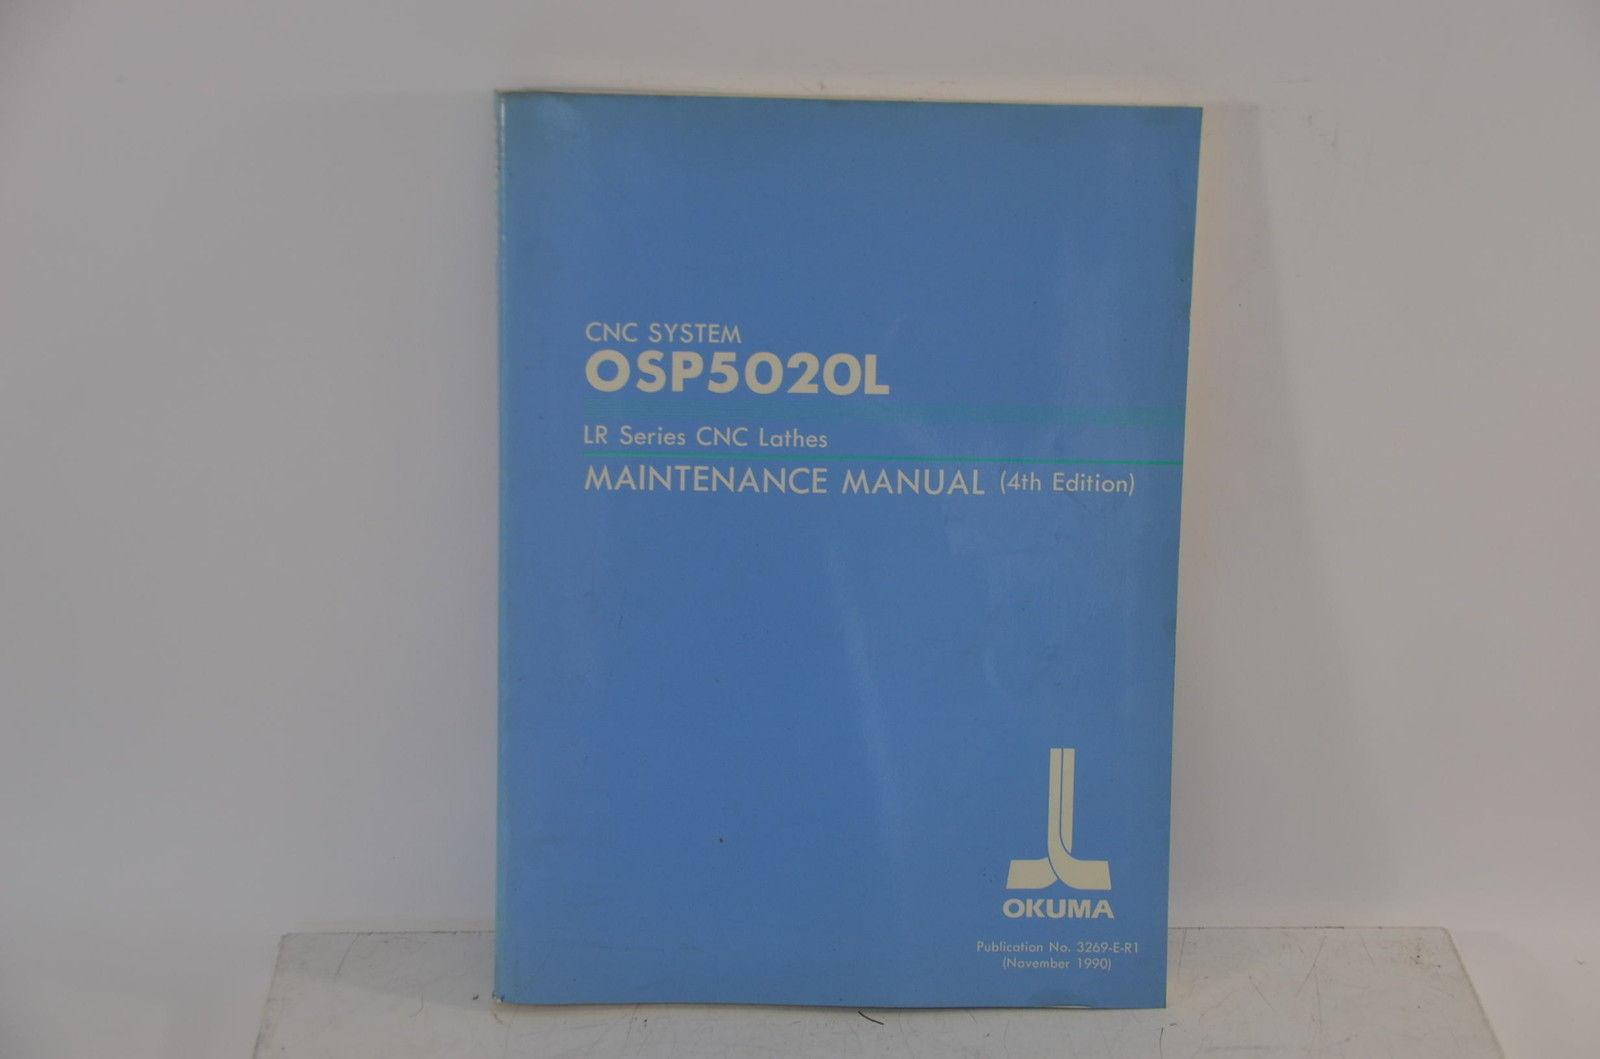 CNC SYSTEM
OSP5020L
LR Series CNC Lathes
MAINTENANCE MANUAL (4th Edition)
OKUMA
Publication No. 3269-E-R1
(November 1990)